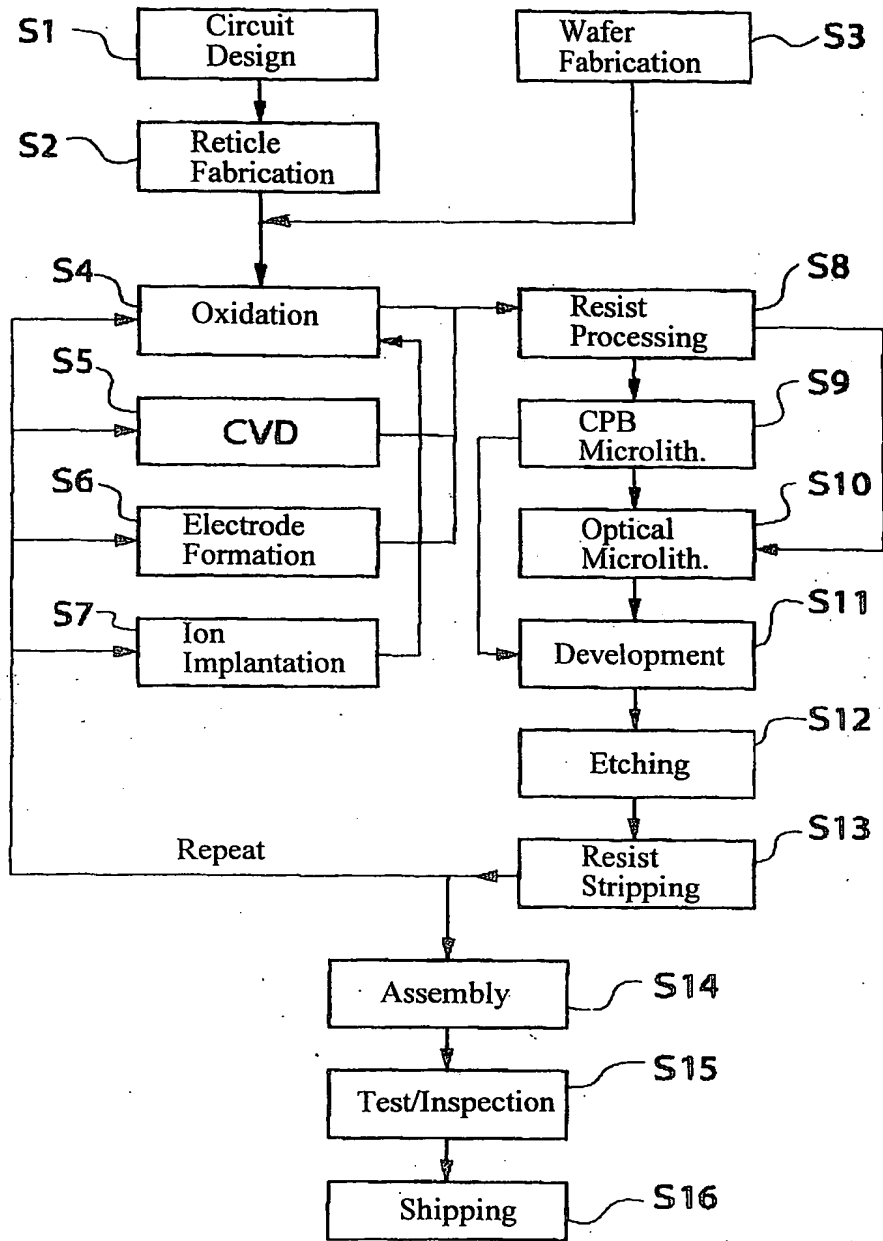 S1
Circuit
Design
Wafer
Fabrication
S3
S2
Reticle
Fabrication
S4
Oxidation
Resist
Processing
S8
S5
CVD
CPB
Microlith.
S9
S6
Electrode
Formation
Optical
Microlith.
S10
S7
Ion
Implantation
Development
S11
Etching
S12
Repeat
Resist
Stripping
S13
Assembly
S14
Test/Inspection
S15
Shipping
S16